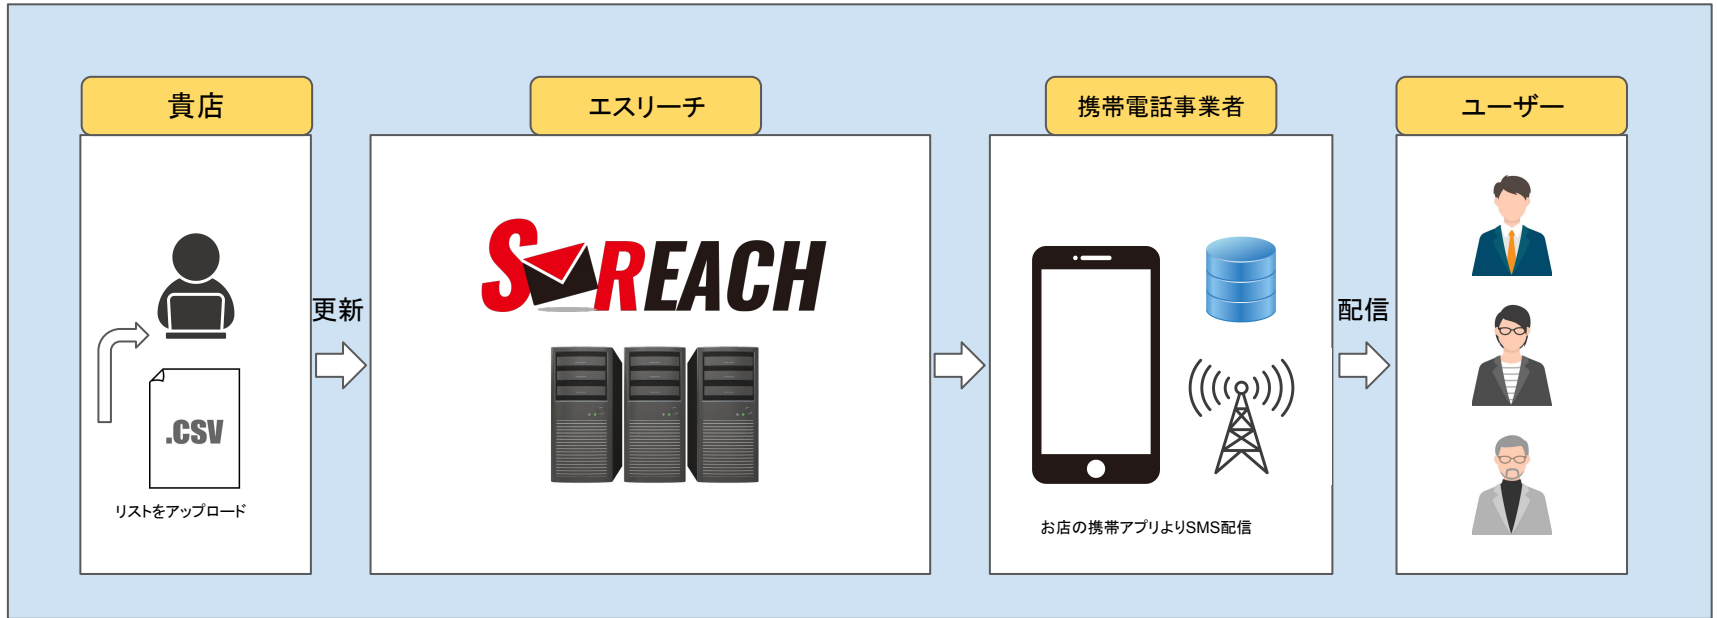 貴店
エスリーチ
携帯電話事業者
ユーザー
S REACH
更新
配信
.CSV
リストをアップロード
お店の携帯アプリよりSMS配信